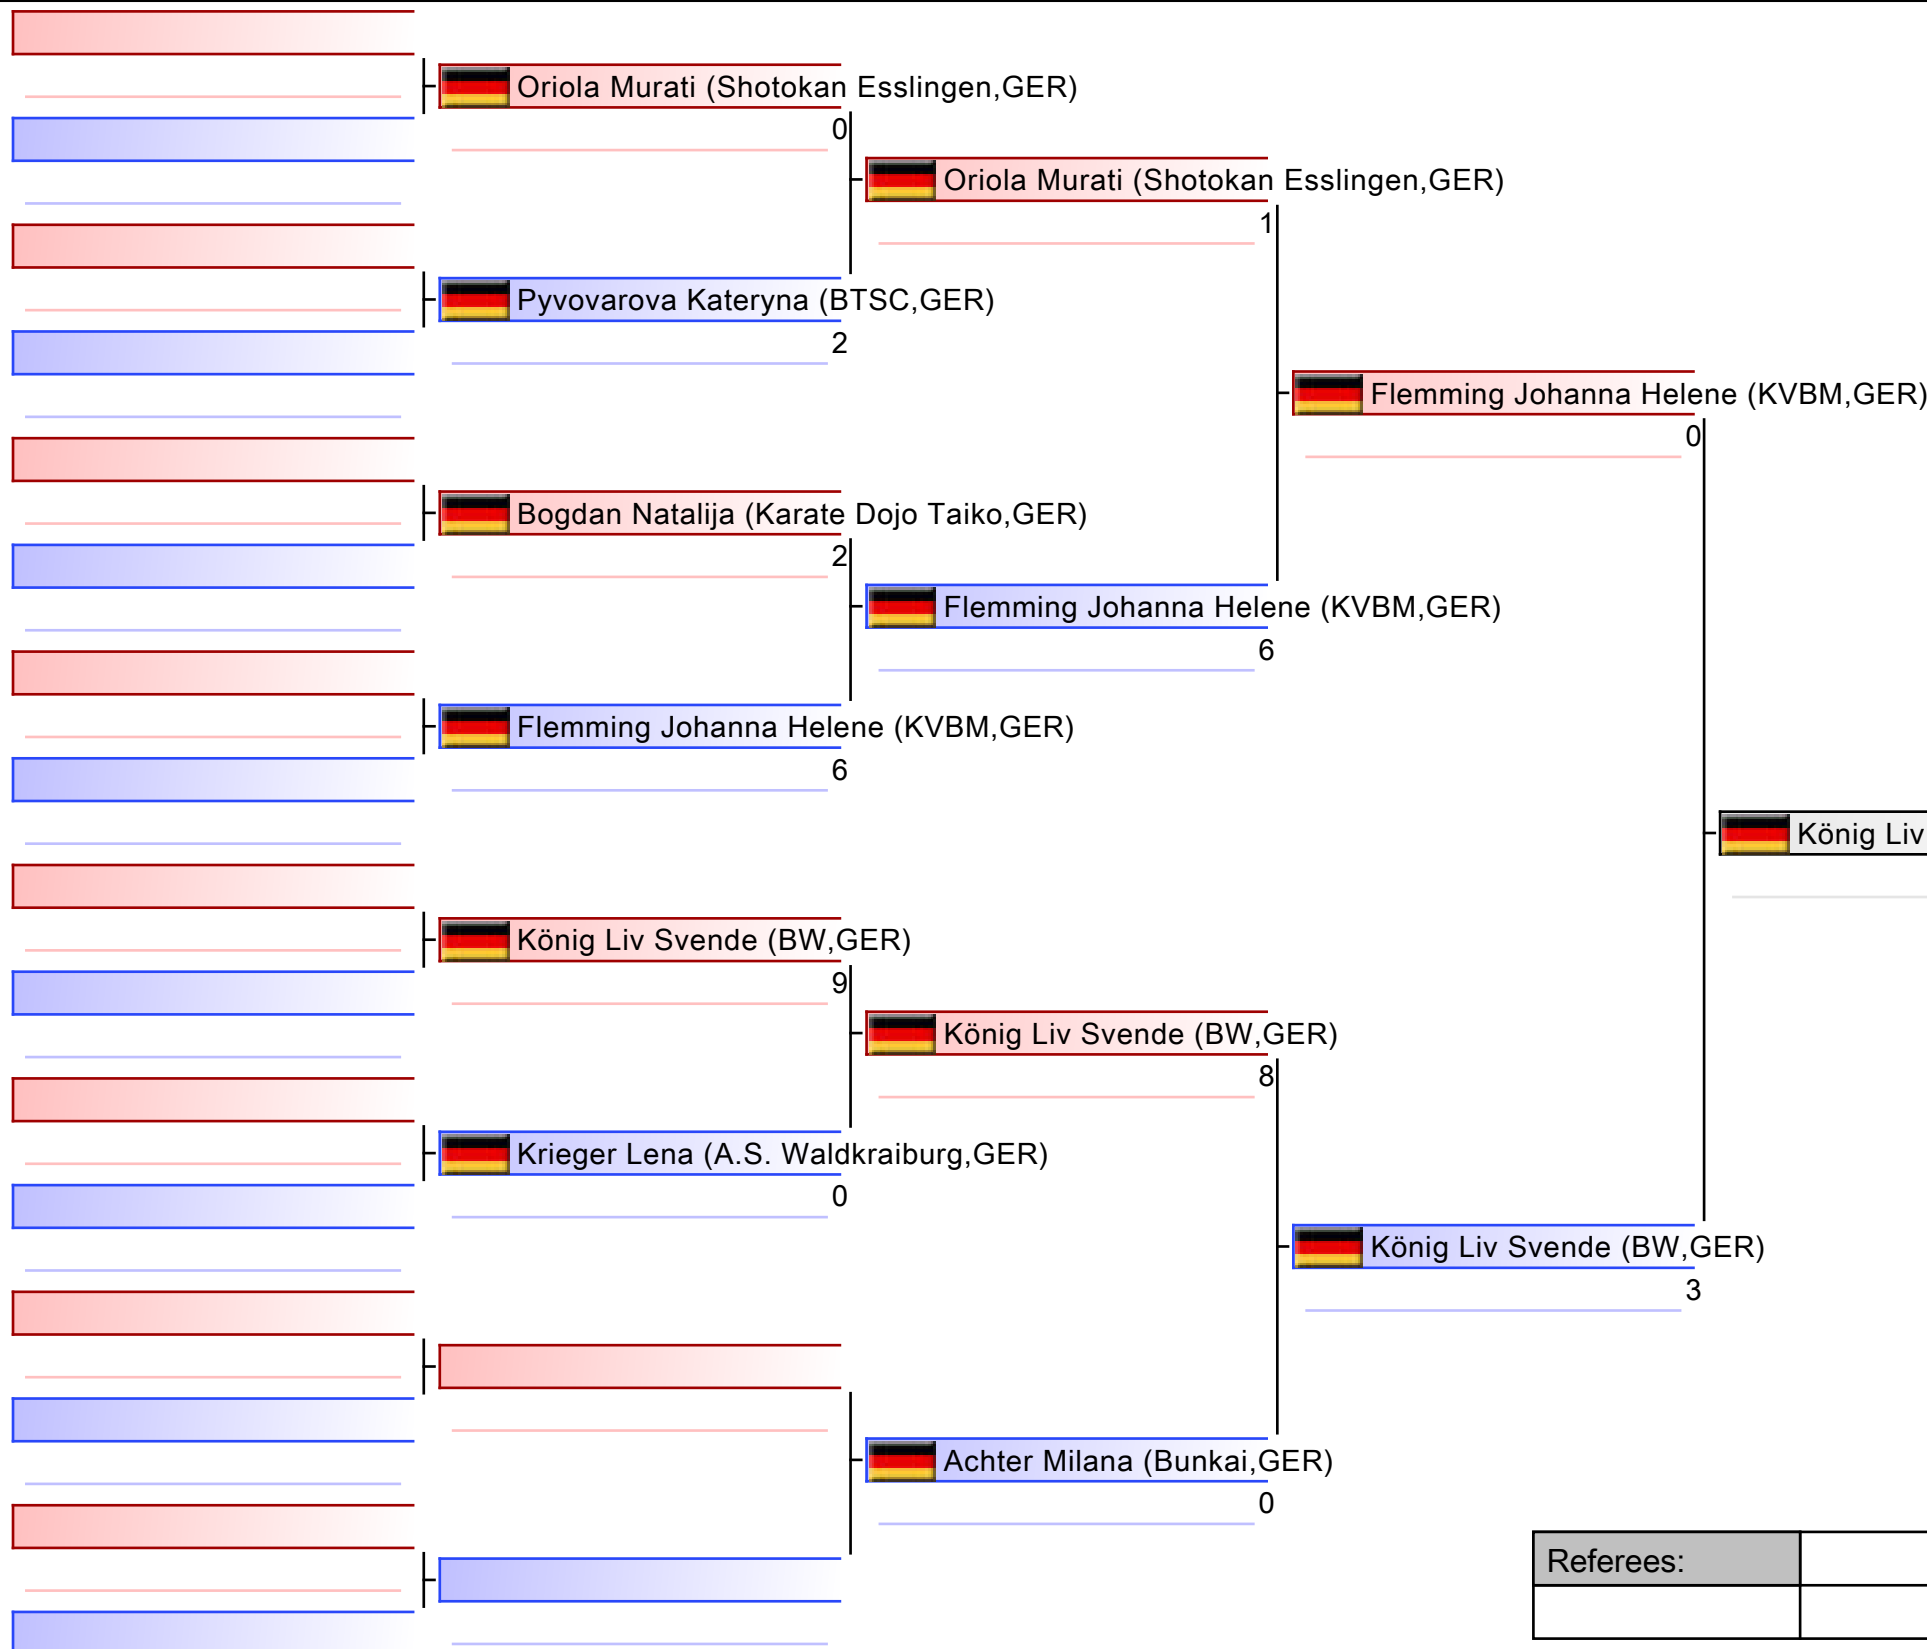 Oriola Murati (Shotokan Esslingen,GER)
0
Oriola Murati (Shotokan Esslingen,GER)
1
Pyvovarova Kateryna (BTSC,GER)
2
Flemming Johanna Helene (KVBM,GER)
0
Bogdan Natalija (Karate Dojo Taiko,GER)
2
Flemming Johanna Helene (KVBM,GER)
6
Flemming Johanna Helene (KVBM,GER)
6
König Liv
König Liv Svende (BW,GER)
9
König Liv Svende (BW,GER)
8
Krieger Lena (A.S. Waldkraiburg,GER)
0
König Liv Svende (BW,GER)
3
Achter Milana (Bunkai,GER)
0
Referees: